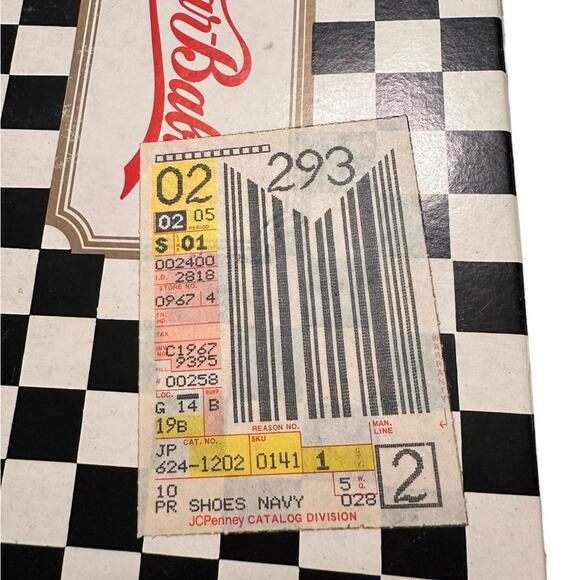 r-Bak
293
02
02 05
PERIOD
$ 01
002400
I.D. 2818
STORE NO.
0967 4
TAX
C1967
9395
# 00258
LOC. BUFF
G 14 B
19B
REASON NO.
MAN.
LINE
CAT. NO. SKU
JP
624-1202 0141 1
10
PR SHOES NAVY
5 W.
028 Q.
2
JCPenney CATALOG DIVISION